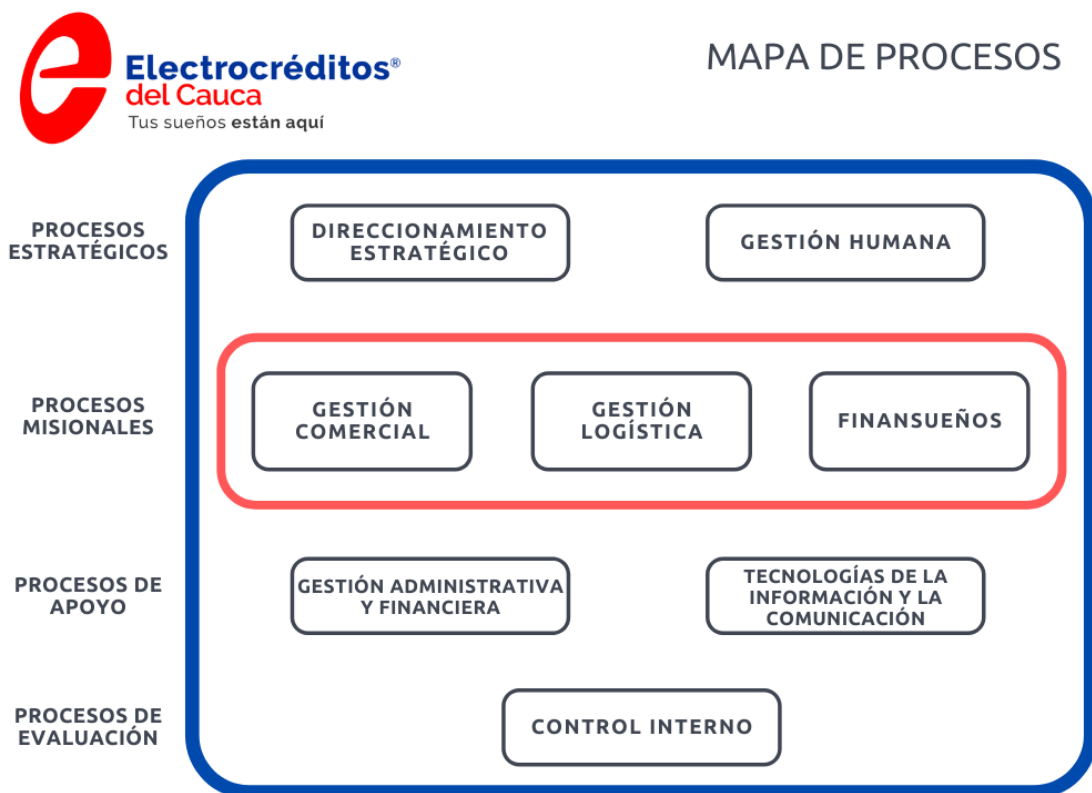 MAPA DE PROCESOS
Electrocréditos®
del Cauca
Tus sueños están aquí
PROCESOS
ESTRATÉGICOS
DIRECCIONAMIENTO
ESTRATÉGICO
GESTIÓN HUMANA
PROCESOS
MISIONALES
GESTIÓN
COMERCIAL
GESTIÓN
LOGÍSTICA
FINANSUEÑOS
PROCESOS DE
APOYO
GESTIÓN ADMINISTRATIVA
Y FINANCIERA
TECNOLOGÍAS DE LA
INFORMACIÓN Y LA
COMUNICACIÓN
PROCESOS DE
EVALUACIÓN
CONTROL INTERNO